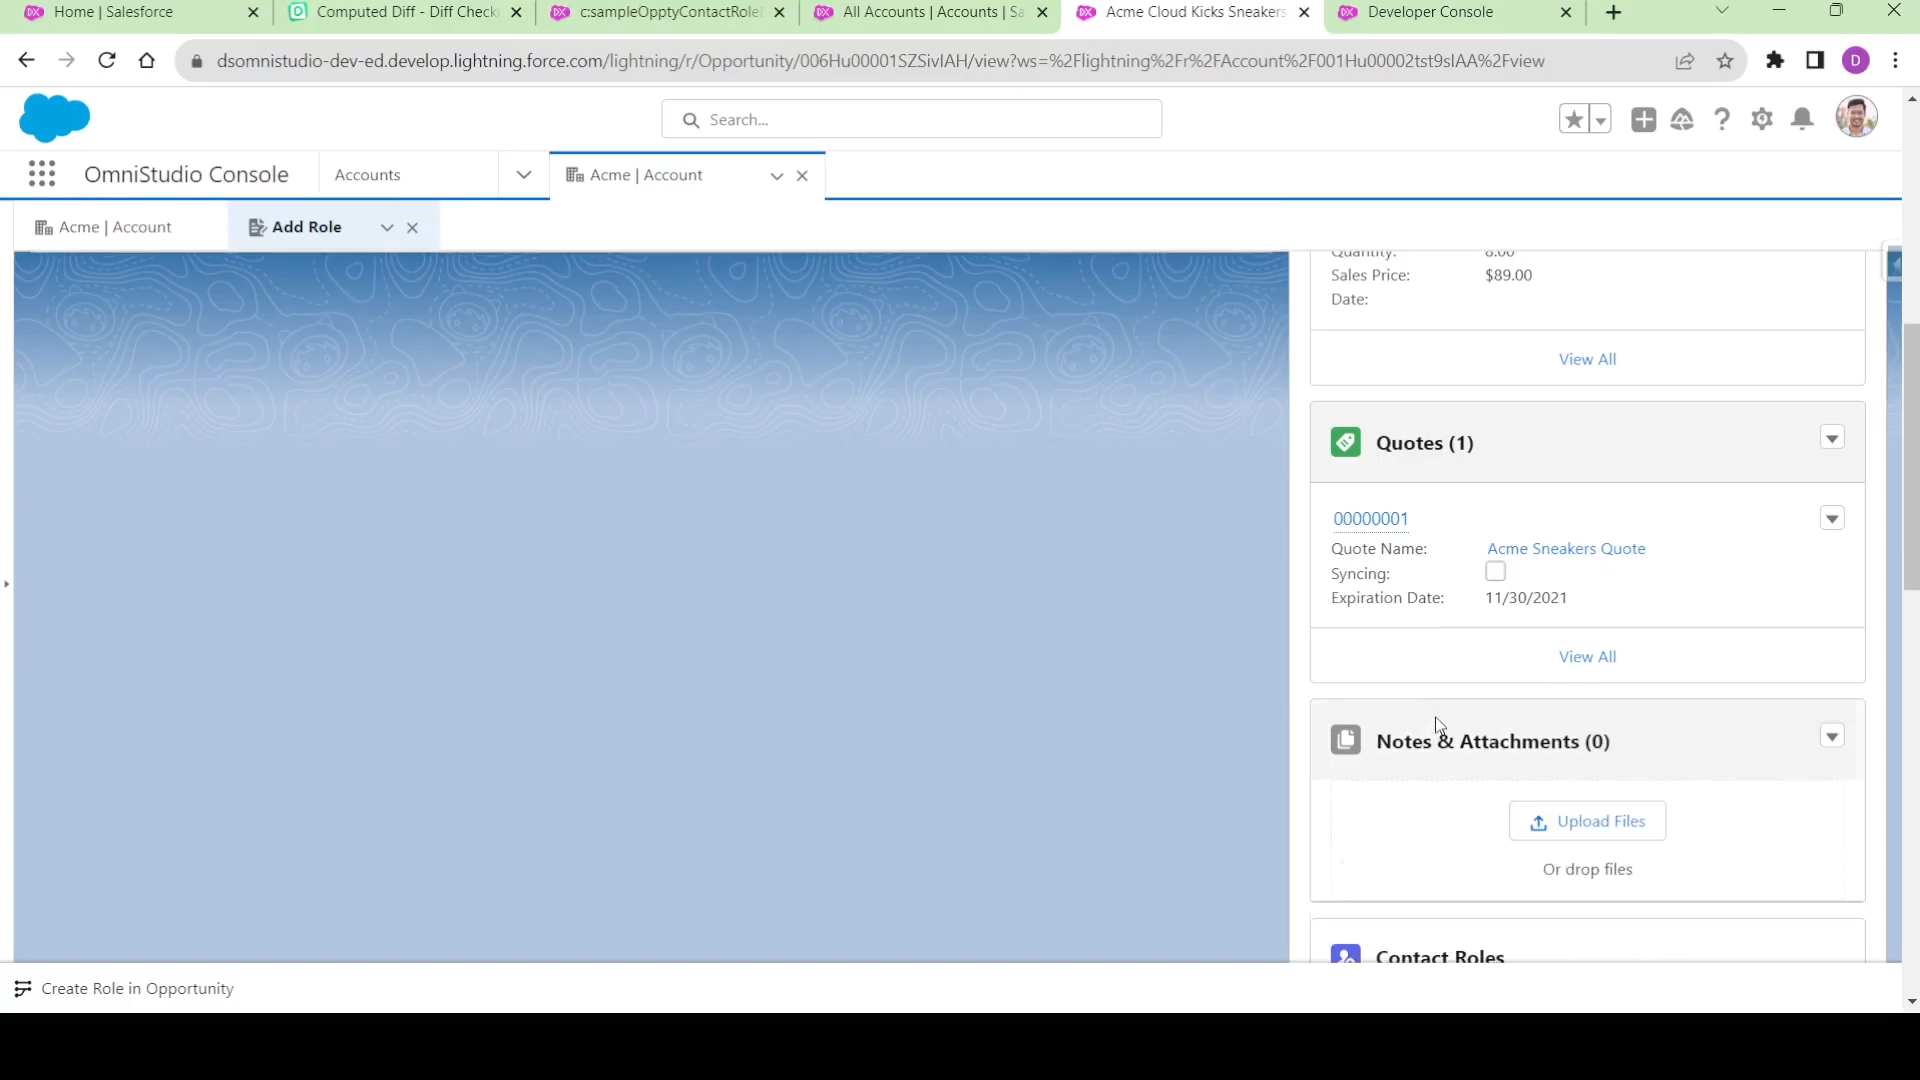 Home | Salesforce
Computed Diff - Diff Check
c:sampleOpptyContactRole
All Accounts | Accounts | Sa
Acme Cloud Kicks Sneakers
Developer Console
dsomnistudio-dev-ed.develop.lightning.force.com/lightning/r/Opportunity/006Hu00001SZSivIAH/view?ws=%2Flightning%2Fr%2FAccount%2F001Hu00002tst9sIAA%2Fview
D
Search...
OmniStudio Console
Accounts
Acme | Account
Acme | Account
Add Role
Quantity: 8.00
Sales Price: $89.00
Date:
View All
Quotes (1)
00000001
Quote Name: Acme Sneakers Quote
Syncing:
Expiration Date: 11/30/2021
View All
Notes & Attachments (0)
Upload Files
Or drop files
Contact Roles
Create Role in Opportunity